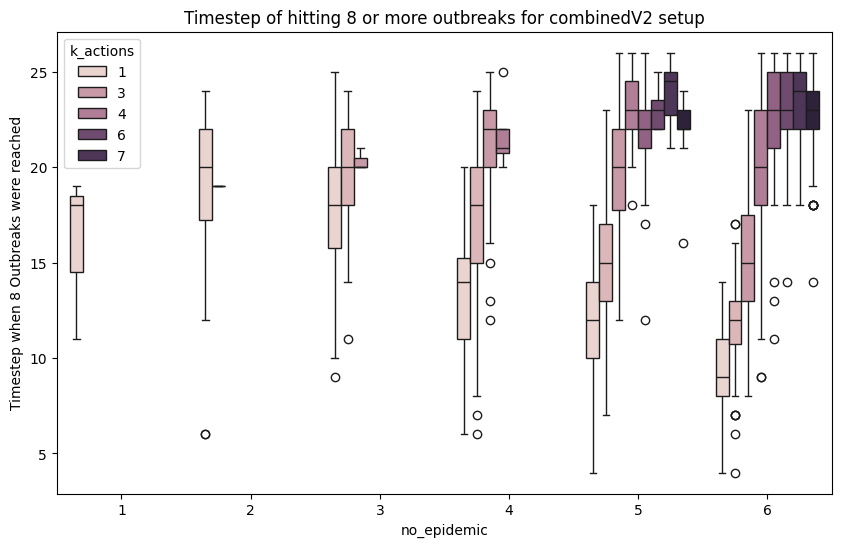 Timestep of hitting 8 or more outbreaks for combinedV2 setup
k_actions
1
3
4
6
7
25
20
15
10
5
Timestep when 8 Outbreaks were reached
1 2 3 4 5 6
no_epidemic